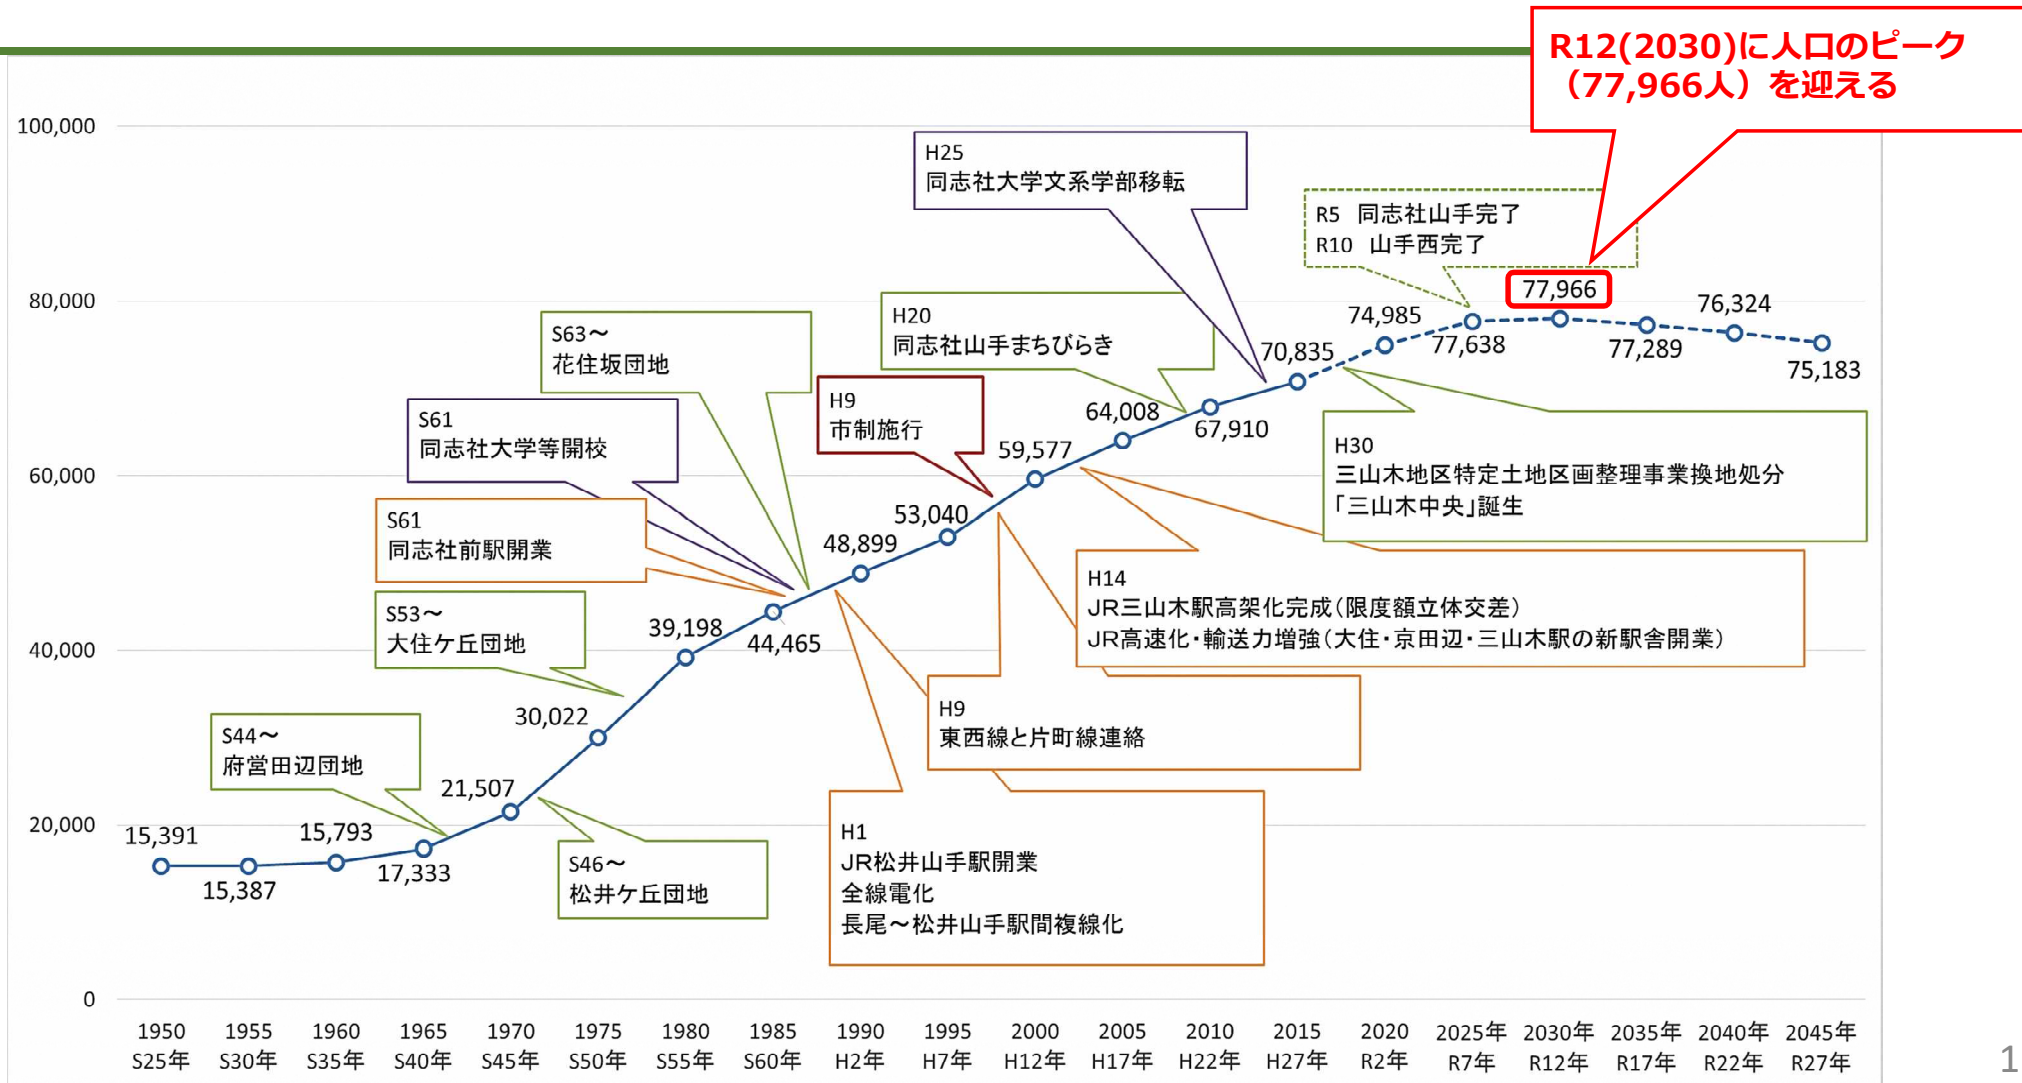 R12(2030)に人口のピーク
（77,966人）を迎える
100,000
80,000
60,000
40,000
20,000
0
H25
同志社大学文系学部移転
R5　同志社山手完了
R10　山手西完了
H20
同志社山手まちびらき
S63～
花住坂団地
H9
市制施行
S61
同志社大学等開校
S61
同志社前駅開業
S53～
大住ケ丘団地
S44～
府営田辺団地
S46～
松井ケ丘団地
H30
三山木地区特定土地区画整理事業換地処分
「三山木中央」誕生
H14
JR三山木駅高架化完成（限度額立体交差）
JR高速化・輸送力増強（大住・京田辺・三山木駅の新駅舎開業）
H9
東西線と片町線連絡
H1
JR松井山手駅開業
全線電化
長尾～松井山手駅間複線化
15,391
15,387
15,793
17,333
21,507
30,022
39,198
44,465
48,899
53,040
59,577
64,008
67,910
70,835
74,985
77,638
77,966
77,289
76,324
75,183
1950 1955 1960 1965 1970 1975 1980 1985 1990 1995 2000 2005 2010 2015 2020 2025年 2030年 2035年 2040年 2045年
S25年 S30年 S35年 S40年 S45年 S50年 S55年 S60年 H2年 H7年 H12年 H17年 H22年 H27年 R2年 R7年 R12年 R17年 R22年 R27年
1